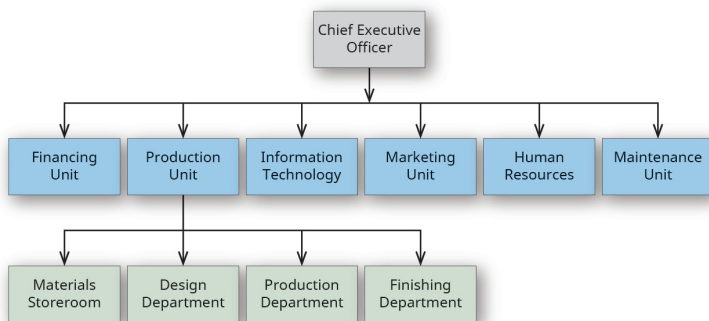 Chief Executive
Officer
Financing
Unit
Production
Unit
Information
Technology
Marketing
Unit
Human
Resources
Maintenance
Unit
Materials
Storeroom
Design
Department
Production
Department
Finishing
Department